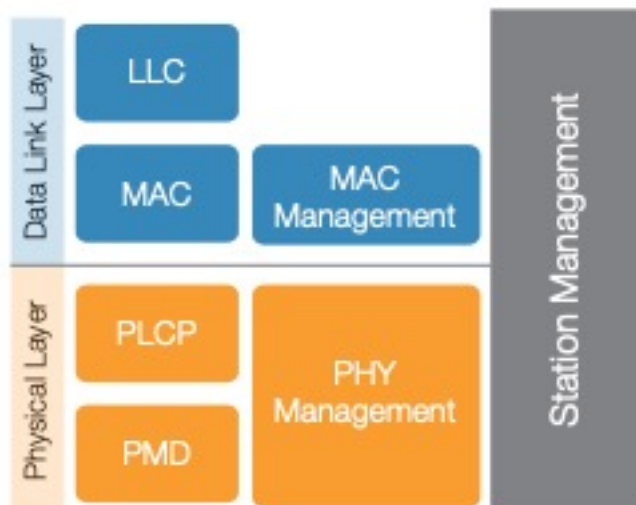 Data Link Layer
LLC
MAC
MAC
Management
Physical Layer
PLCP
PMD
PHY
Management
Station Management